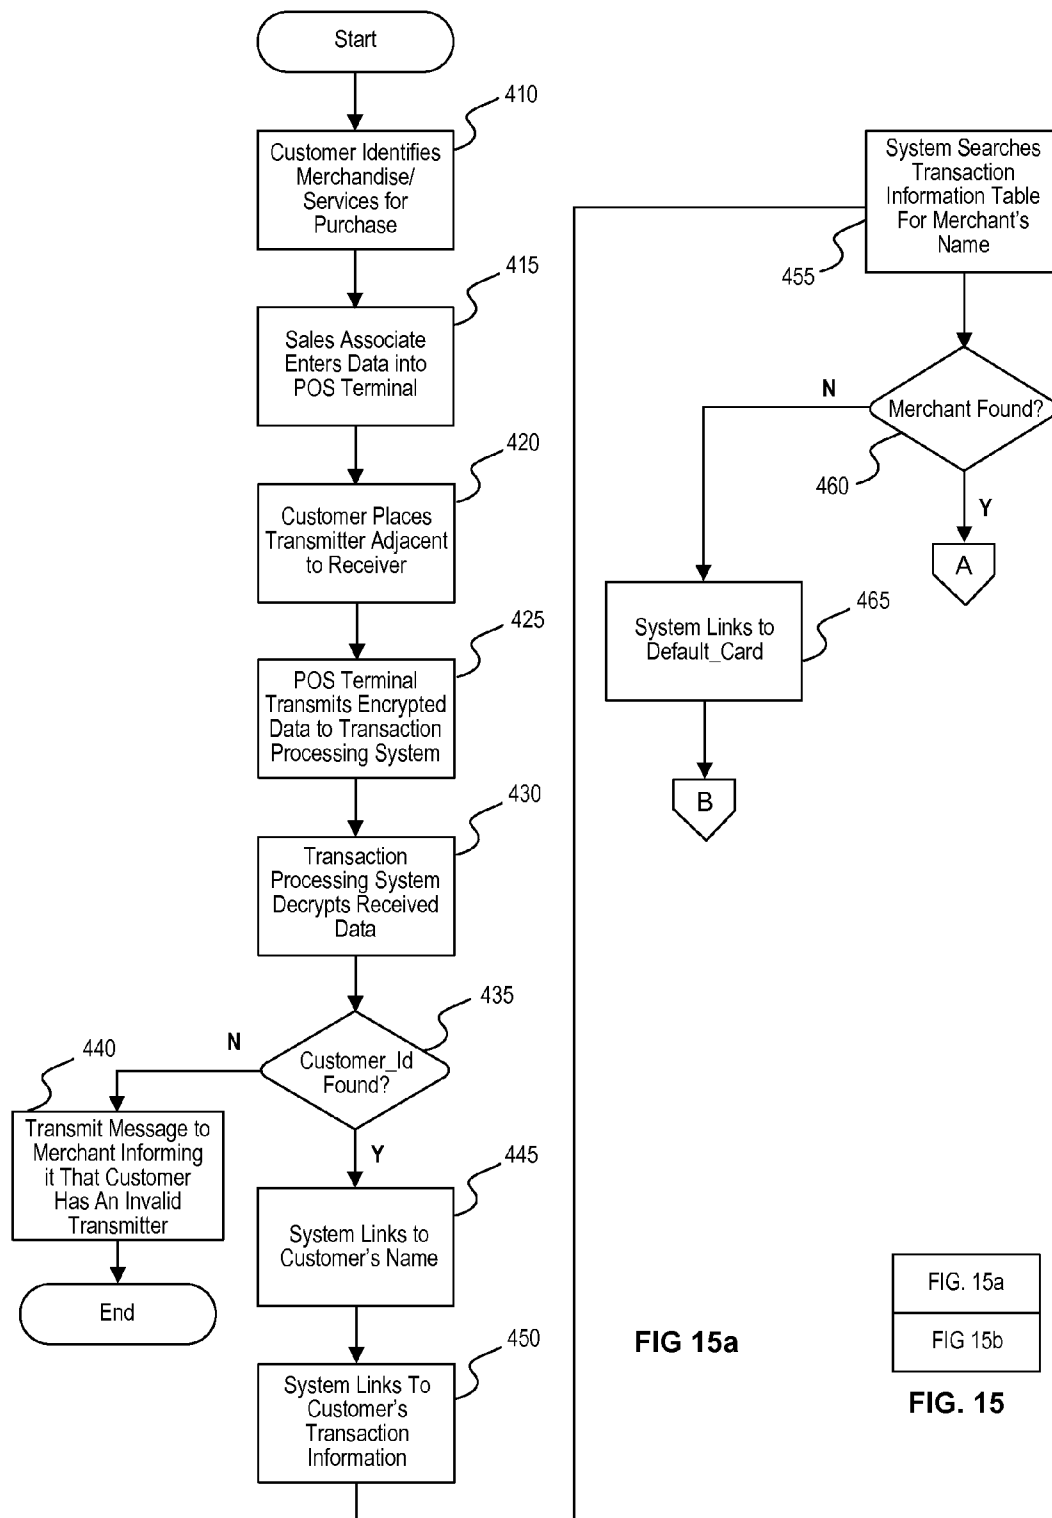 Start
410
Customer Identifies
Merchandise/
Services for
Purchase
415
Sales Associate
Enters Data into
POS Terminal
420
Customer Places
Transmitter Adjacent
to Receiver
425
POS Terminal
Transmits Encrypted
Data to Transaction
Processing System
430
Transaction
Processing System
Decrypts Received
Data
435
Customer_Id
Found?
N
440
Transmit Message to
Merchant Informing
it That Customer
Has An Invalid
Transmitter
End
Y
445
System Links to
Customer's Name
450
System Links To
Customer's
Transaction
Information
System Searches
Transaction
Information Table
For Merchant's
Name
455
Merchant Found?
N
460
Y
A
465
System Links to
Default_Card
B
FIG 15a
FIG. 15a
FIG 15b
FIG. 15